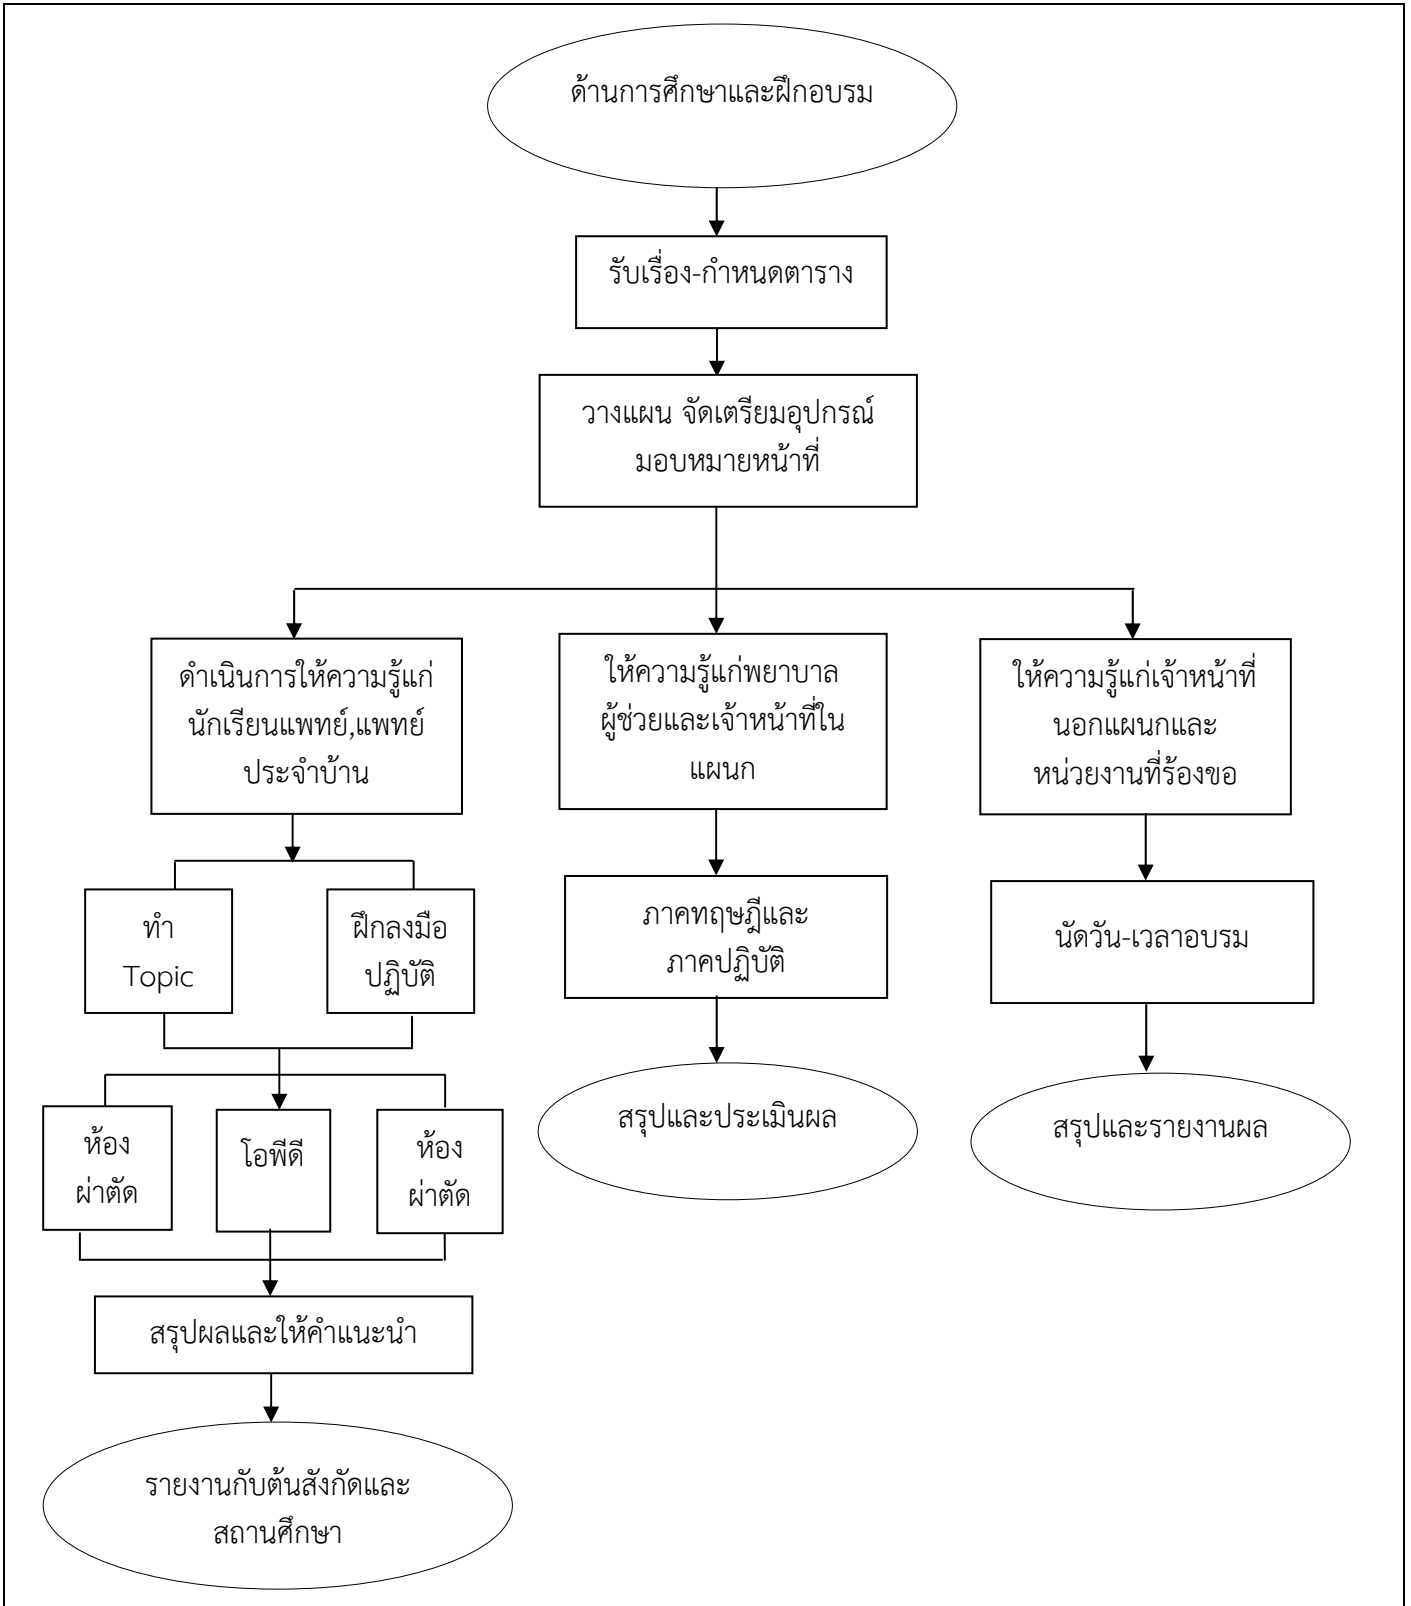 ด้านการศึกษาและฝึกอบรม
รับเรื่อง-กำหนดตาราง
วางแผน จัดเตรียมอุปกรณ์
มอบหมายหน้าที่
ดำเนินการให้ความรู้แก่
นักเรียนแพทย์,แพทย์
ประจำบ้าน
ให้ความรู้แก่พยาบาล
ผู้ช่วยและเจ้าหน้าที่ใน
แผนก
ให้ความรู้แก่เจ้าหน้าที่
นอกแผนกและ
หน่วยงานที่ร้องขอ
ทำ
Topic
ฝึกลงมือ
ปฏิบัติ
ภาคทฤษฎีและ
ภาคปฏิบัติ
นัดวัน-เวลาอบรม
ห้อง
ผ่าตัด
โอพีดี
ห้อง
ผ่าตัด
สรุปและประเมินผล
สรุปและรายงานผล
สรุปผลและให้คำแนะนำ
รายงานกับต้นสังกัดและ
สถานศึกษา